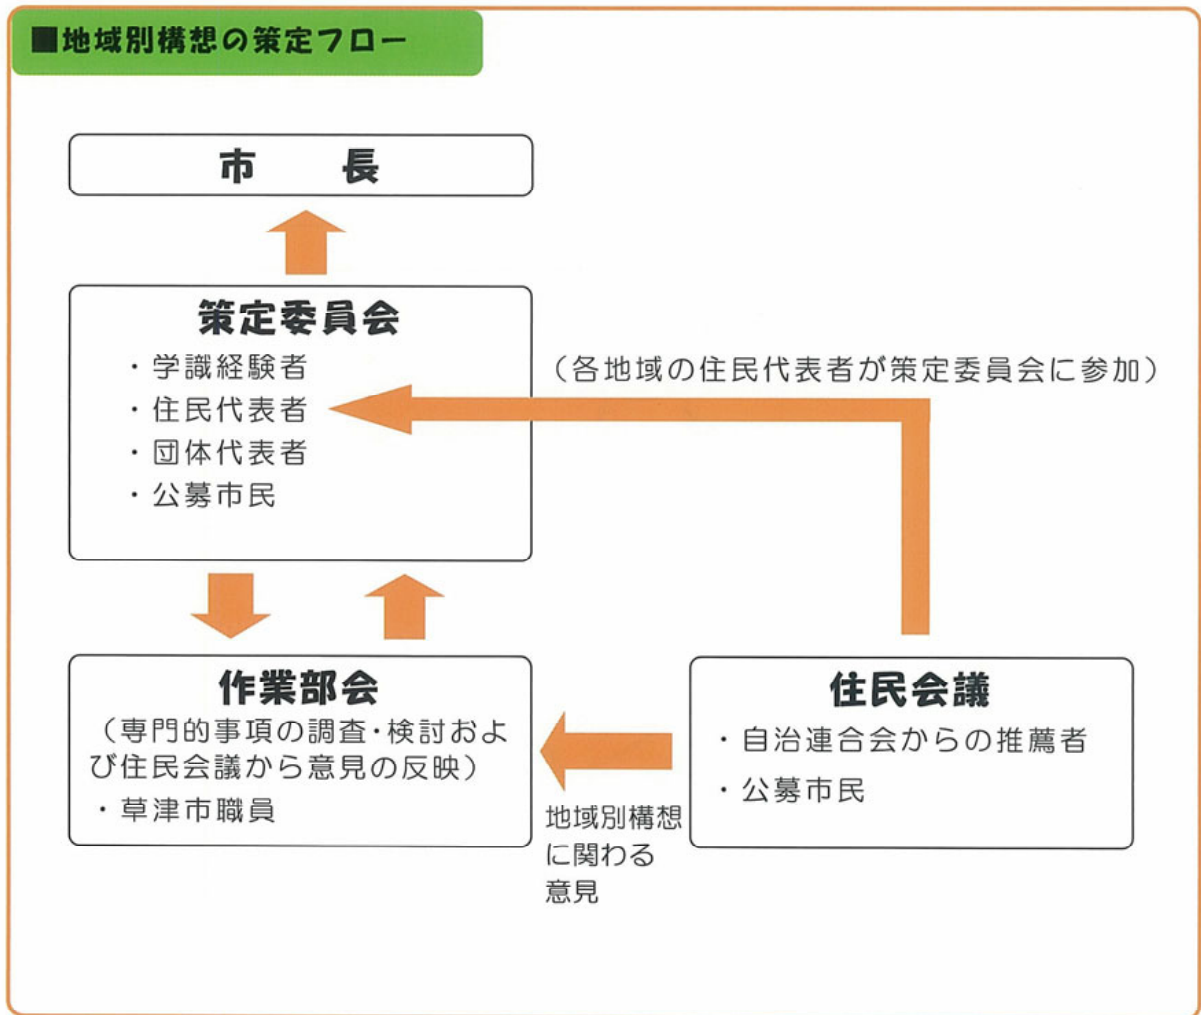 ■地域別構想の策定フロー
市　　長
策定委員会
・学識経験者
・住民代表者
・団体代表者
・公募市民
（各地域の住民代表者が策定委員会に参加）
作業部会
（専門的事項の調査・検討およ
び住民会議から意見の反映）
・草津市職員
住民会議
・自治連合会からの推薦者
・公募市民
地域別構想
に関わる
意見